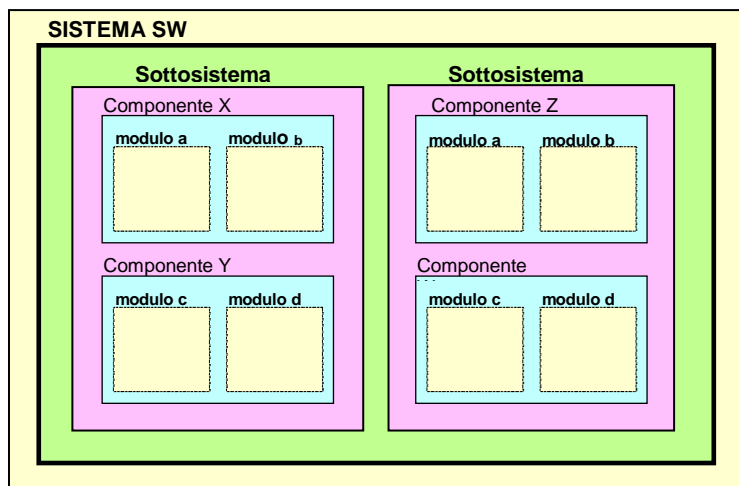 SISTEMA SW
Sottosistema
Sottosistema
Componente X
modulo a
modulo b
Componente Y
modulo c
modulo d
Componente Z
modulo a
modulo b
Componente
modulo c
modulo d